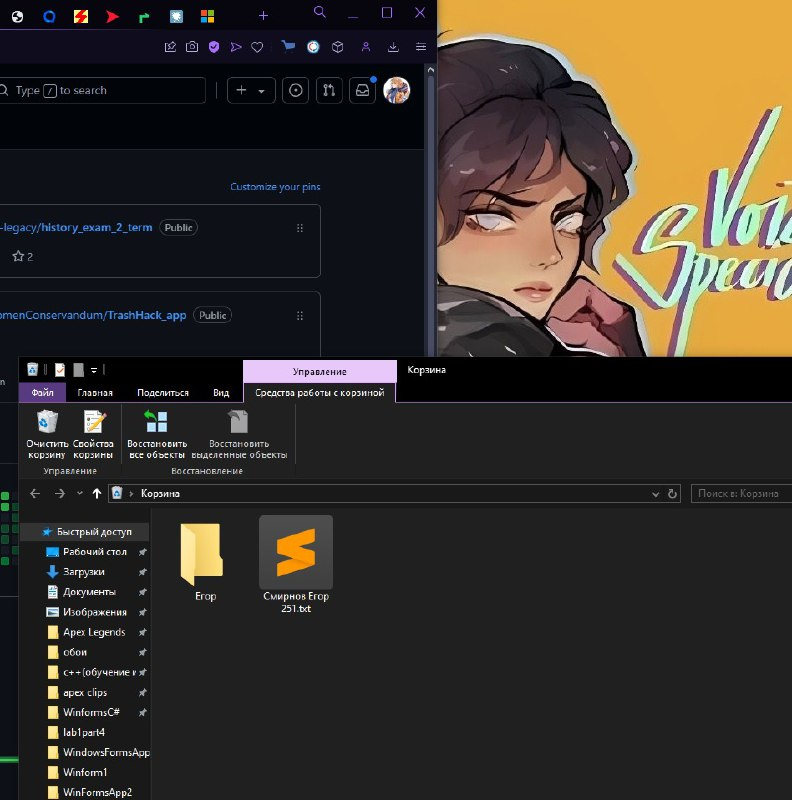 Type / to search
Customize your pins
-legacy/history_exam_2_term Public
2
omenConservandum/TrashHack_app Public
Void
Управление
Корзина
Файл Главная Поделиться Вид Средства работы с корзиной
Очистить корзину
Свойства корзины
Восстановить все объекты
Восстановить выделенные объекты
Управление
Восстановление
Корзина
Поиск в: Корзина
Быстрый доступ
Рабочий стол
Загрузки
Документы
Изображения
Apex Legends
обои
с++(обучение и
apex clips
WinformsC#
lab1part4
WindowsFormsApp
Winform1
WinFormsApp2
Егор
Смирнов Егор
251.txt